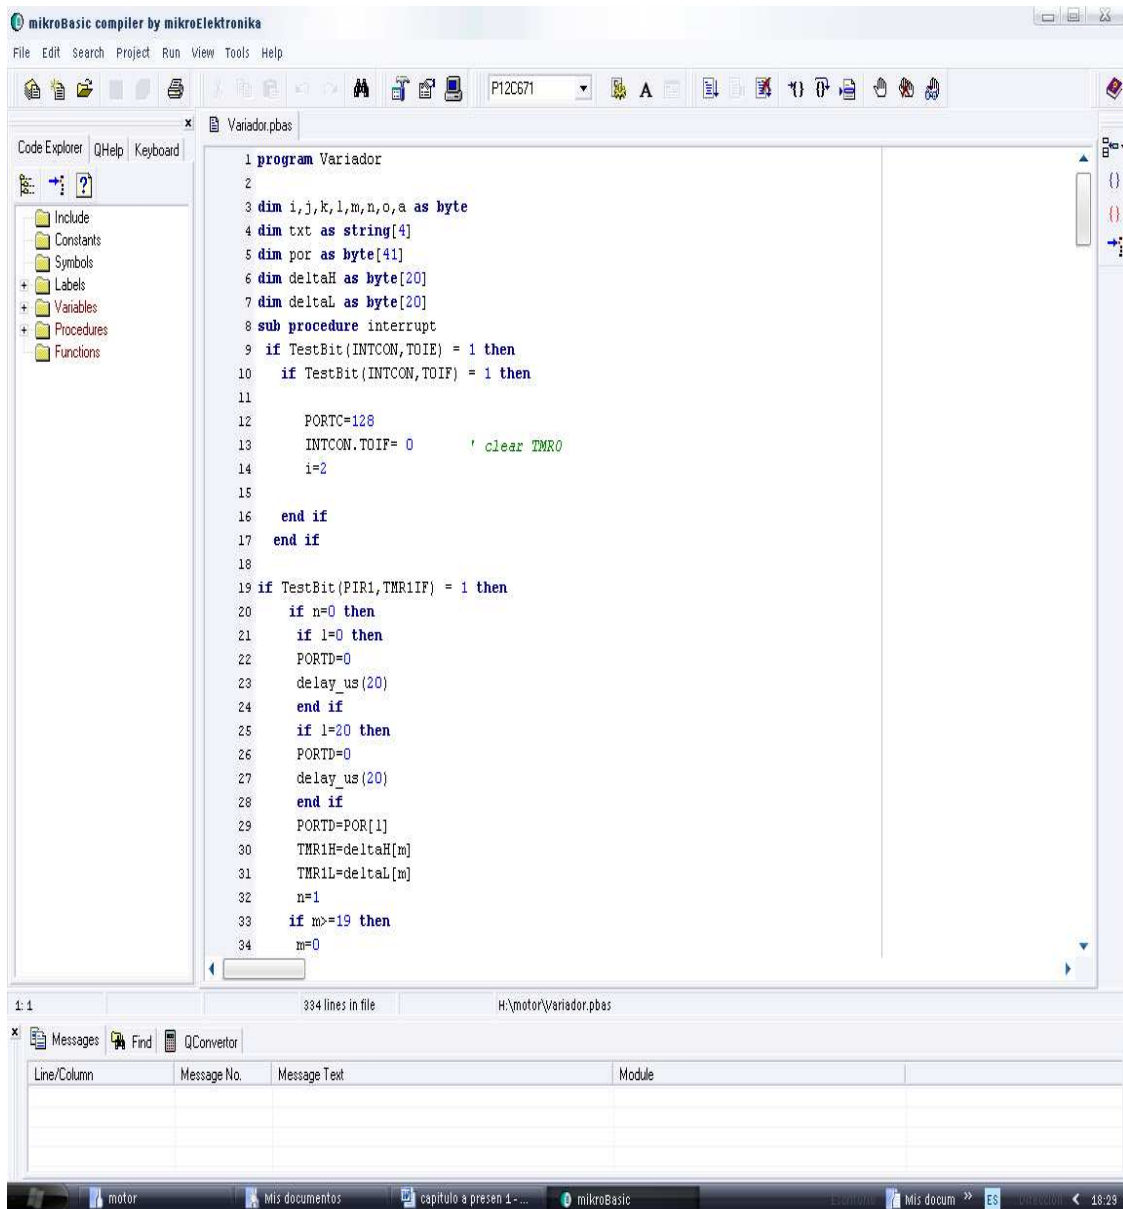 mikroBasic compiler by mikroElektronika
File Edit Search Project Run View Tools Help
P12C671
A
x
Variador.pbas
Code Explorer QHelp Keyboard
Include
Constants
Symbols
Labels
Variables
Procedures
Functions
1 program Variador
2
3 dim i,j,k,l,m,n,o,a as byte
4 dim txt as string[4]
5 dim por as byte[41]
6 dim deltaH as byte[20]
7 dim deltaL as byte[20]
8 sub procedure interrupt
9 if TestBit(INTCON,TOIE) = 1 then
10 if TestBit(INTCON,TOIF) = 1 then
11
12 PORTC=128
13 INTCON.TOIF= 0 ' clear TMR0
14 i=2
15
16 end if
17 end if
18
19 if TestBit(PIR1,TMR1IF) = 1 then
20 if n=0 then
21 if l=0 then
22 PORTD=0
23 delay_us(20)
24 end if
25 if l=20 then
26 PORTD=0
27 delay_us(20)
28 end if
29 PORTD=POR[l]
30 TMR1H=deltaH[m]
31 TMR1L=deltaL[m]
32 n=1
33 if m>=19 then
34 m=0
1: 1 334 lines in file H:\motor\Variador.pbas
x Messages Find QConvertor
Line/Column Message No. Message Text Module
motor Mis documentos capitulo a presen 1 - ... mikroBasic Escritorio Mis docum » ES Dirección 18:29